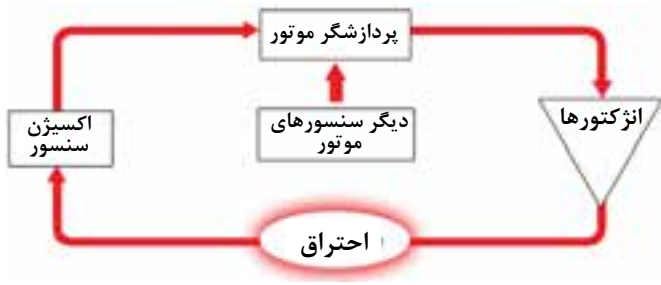 پردازشگر موتور
دیگر سنسورهای
موتور
انژکتورها
اکسیژن
سنسور
احتراق